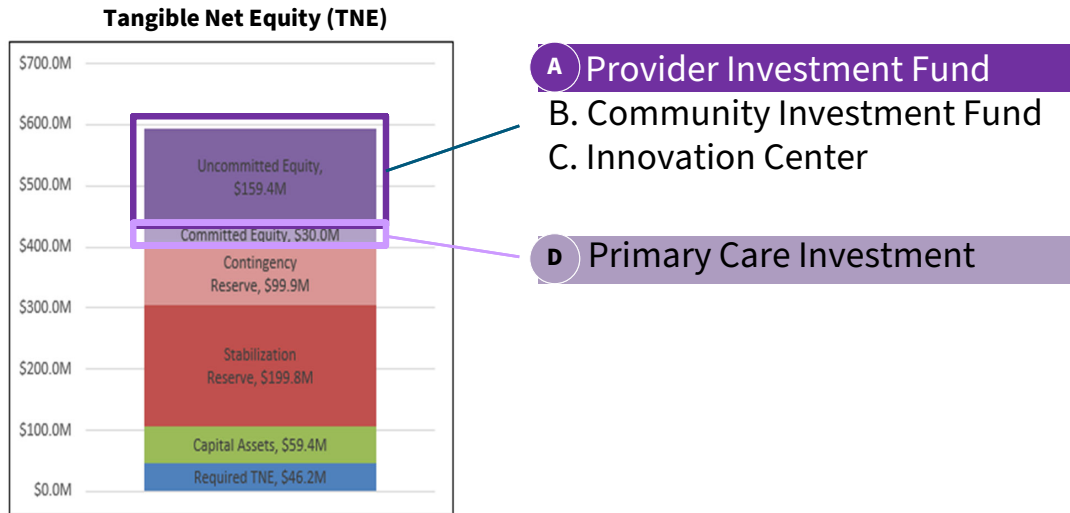 Tangible Net Equity (TNE)
$700.0M
$600.0M
$500.0M
$400.0M
$300.0M
$200.0M
$100.0M
$0.0M
Uncommitted Equity,
$159.4M
Committed Equity, $30.0M
Contingency
Reserve, $99.9M
Stabilization
Reserve, $199.8M
Capital Assets, $59.4M
Required TNE, $46.2M
A Provider Investment Fund
B. Community Investment Fund
C. Innovation Center
D Primary Care Investment